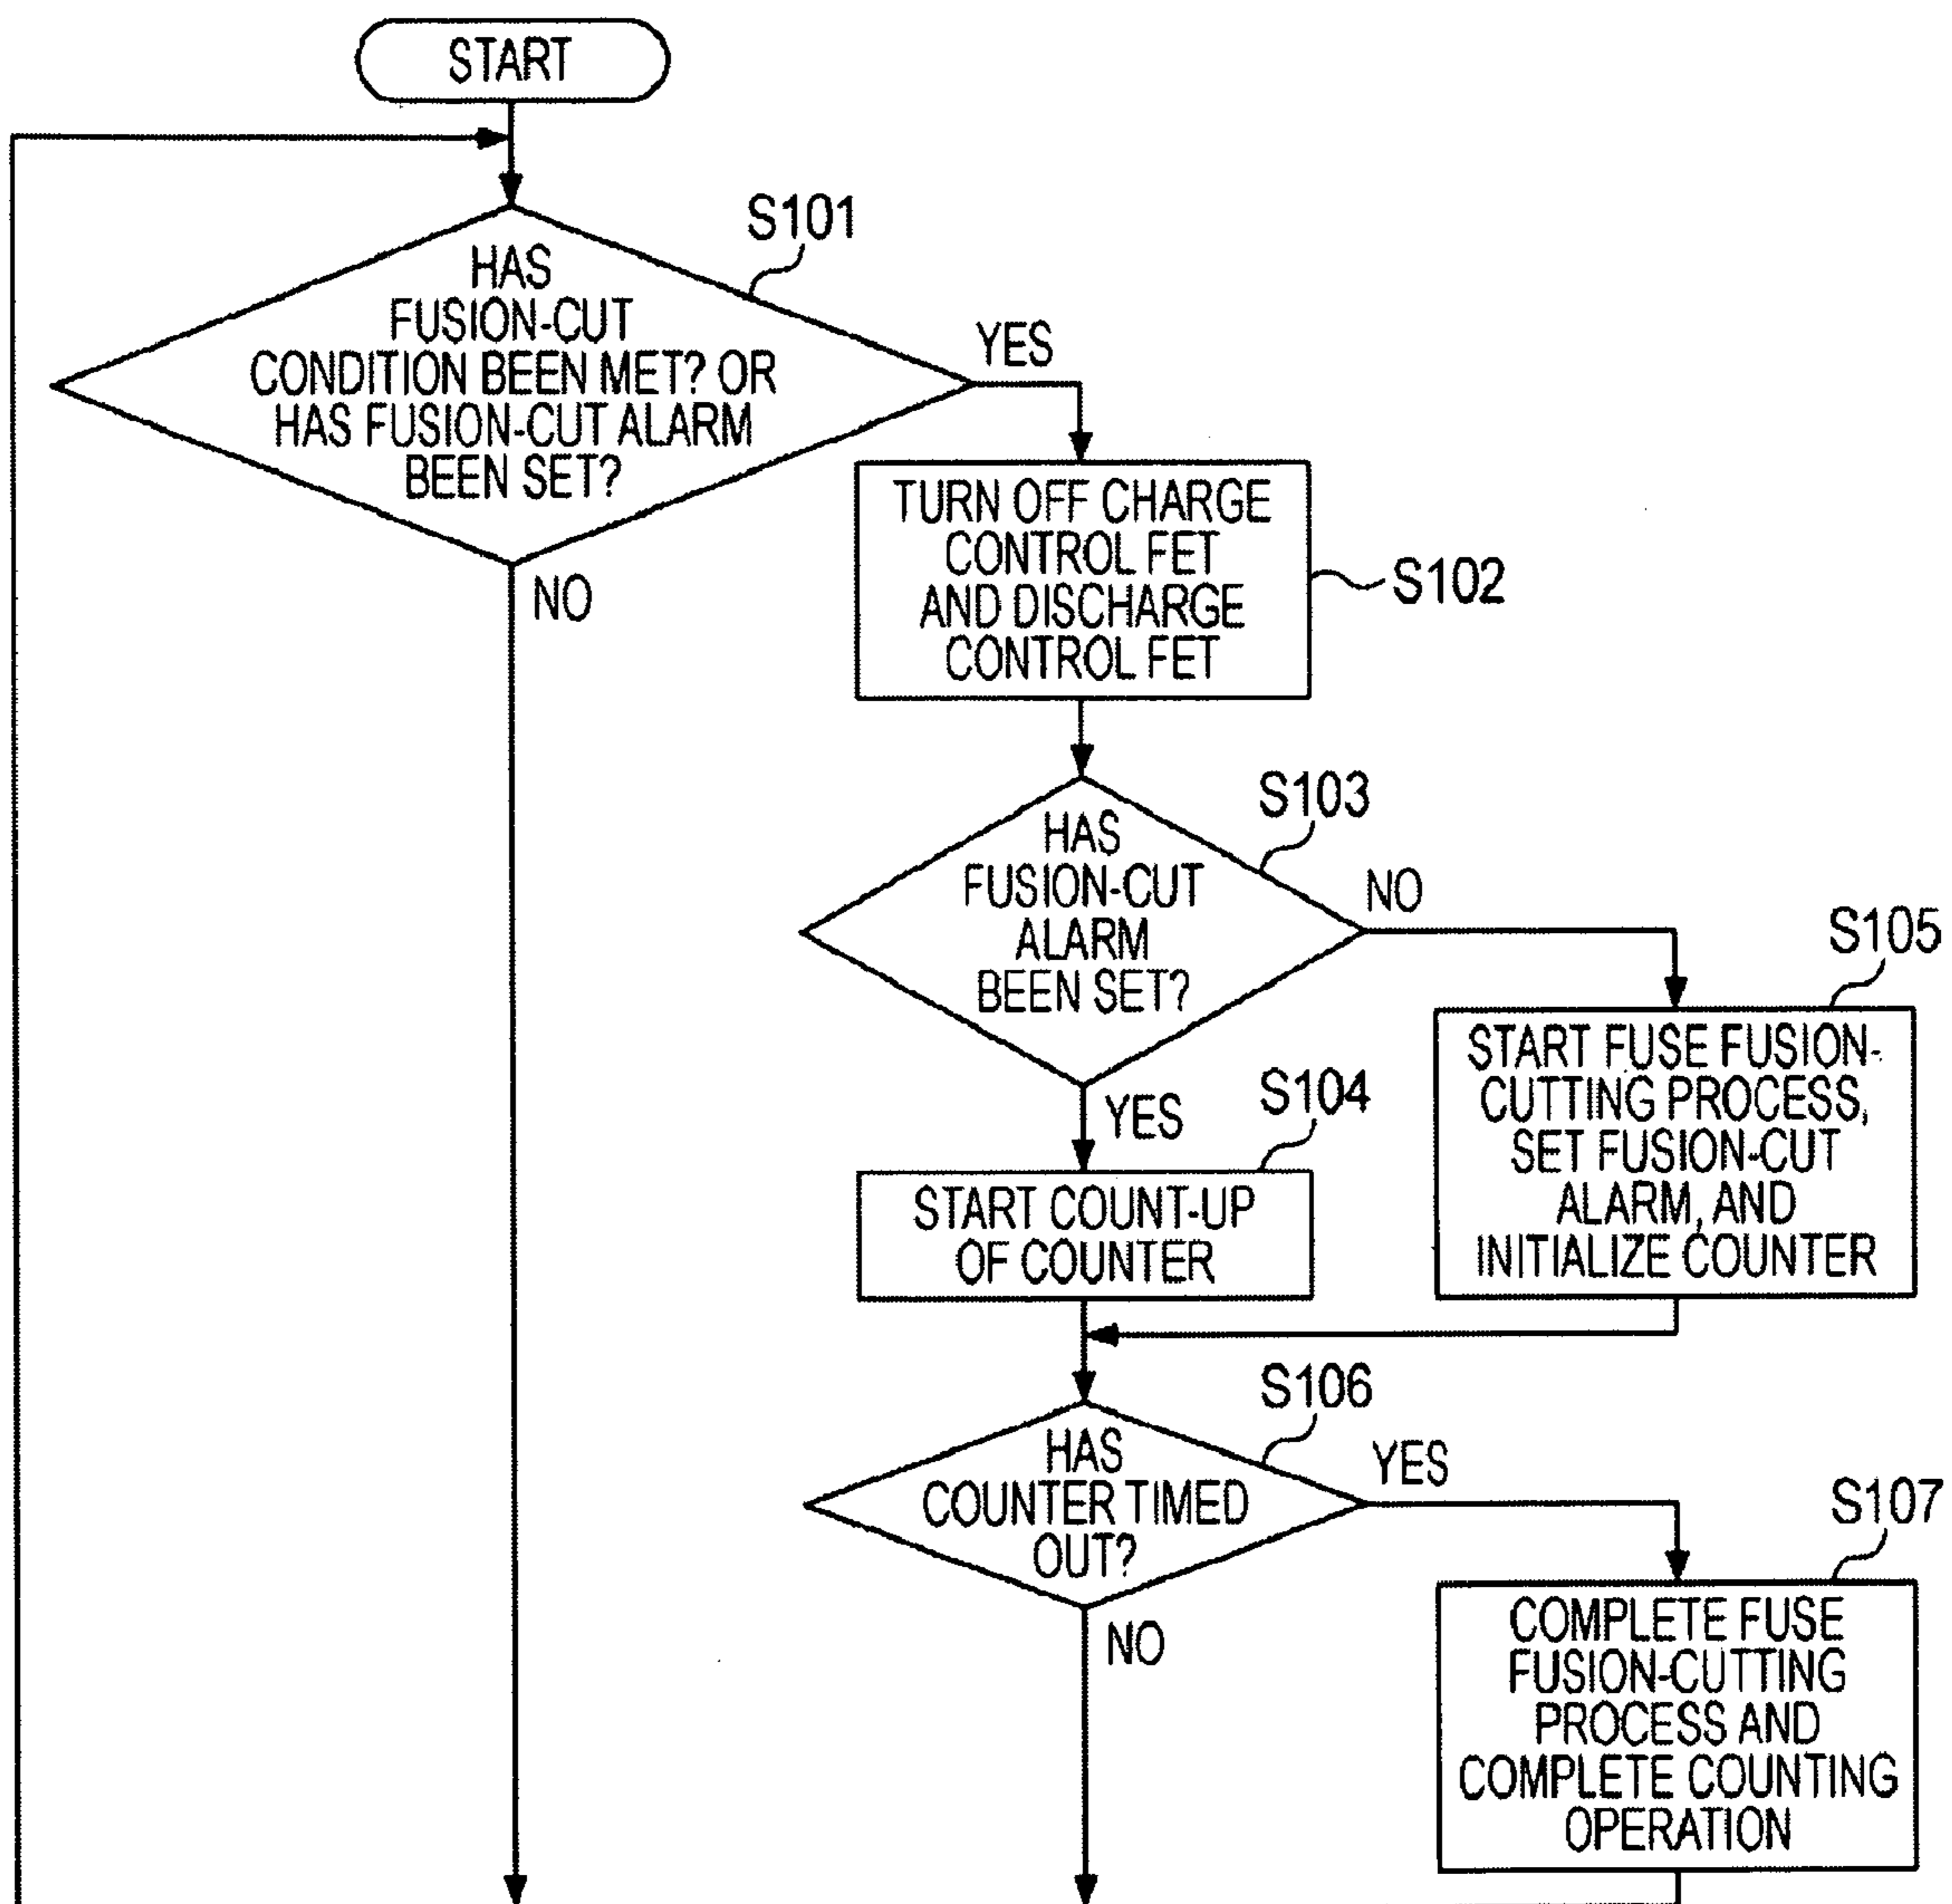 START
S101
HAS
FUSION-CUT
CONDITION BEEN MET? OR
HAS FUSION-CUT ALARM
BEEN SET?
YES
NO
TURN OFF CHARGE
CONTROL FET
AND DISCHARGE
CONTROL FET
S102
S103
HAS
FUSION-CUT
ALARM
BEEN SET?
NO
S105
START FUSE FUSION-
CUTTING PROCESS,
SET FUSION-CUT
ALARM, AND
INITIALIZE COUNTER
YES
S104
START COUNT-UP
OF COUNTER
S106
HAS
COUNTER TIMED
OUT?
YES
S107
NO
COMPLETE FUSE
FUSION-CUTTING
PROCESS AND
COMPLETE COUNTING
OPERATION